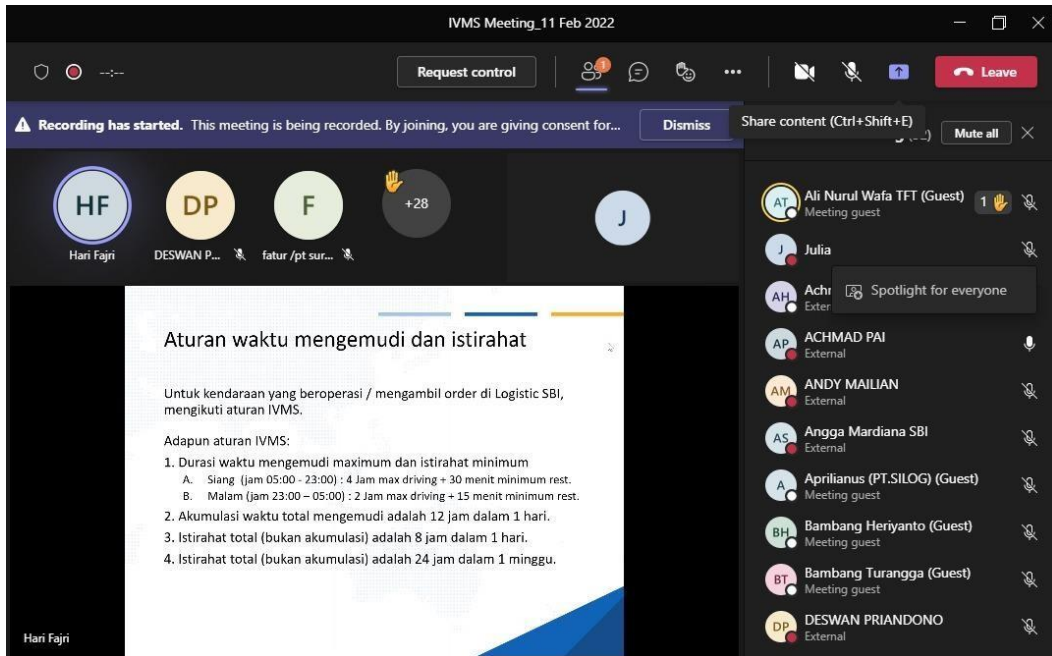 IVMS Meeting_11 Feb 2022
--:--
Request control
1
Leave
Recording has started. This meeting is being recorded. By joining, you are giving consent for...
Dismiss
Share content (Ctrl+Shift+E)
Mute all
HF
DP
F
+28
J
Hari Fajri
DESWAN P...
fatur /pt sur...
AT
Ali Nurul Wafa TFT (Guest)
1
Meeting guest
J
Julia
Spotlight for everyone
AH
AP
ACHMAD PAI
External
AM
ANDY MAILIAN
External
AS
Angga Mardiana SBI
External
A
Aprilianus (PT.SILOG) (Guest)
Meeting guest
BH
Bambang Heriyanto (Guest)
Meeting guest
BT
Bambang Turangga (Guest)
Meeting guest
DP
DESWAN PRIANDONO
External
Aturan waktu mengemudi dan istirahat
Untuk kendaraan yang beroperasi / mengambil order di Logistic SBI,
mengikuti aturan IVMS.
Adapun aturan IVMS:
1. Durasi waktu mengemudi maximum dan istirahat minimum
A. Siang (jam 05:00 - 23:00) : 4 Jam max driving + 30 menit minimum rest.
B. Malam (jam 23:00 – 05:00) : 2 Jam max driving + 15 menit minimum rest.
2. Akumulasi waktu total mengemudi adalah 12 jam dalam 1 hari.
3. Istirahat total (bukan akumulasi) adalah 8 jam dalam 1 hari.
4. Istirahat total (bukan akumulasi) adalah 24 jam dalam 1 minggu.
Hari Fajri